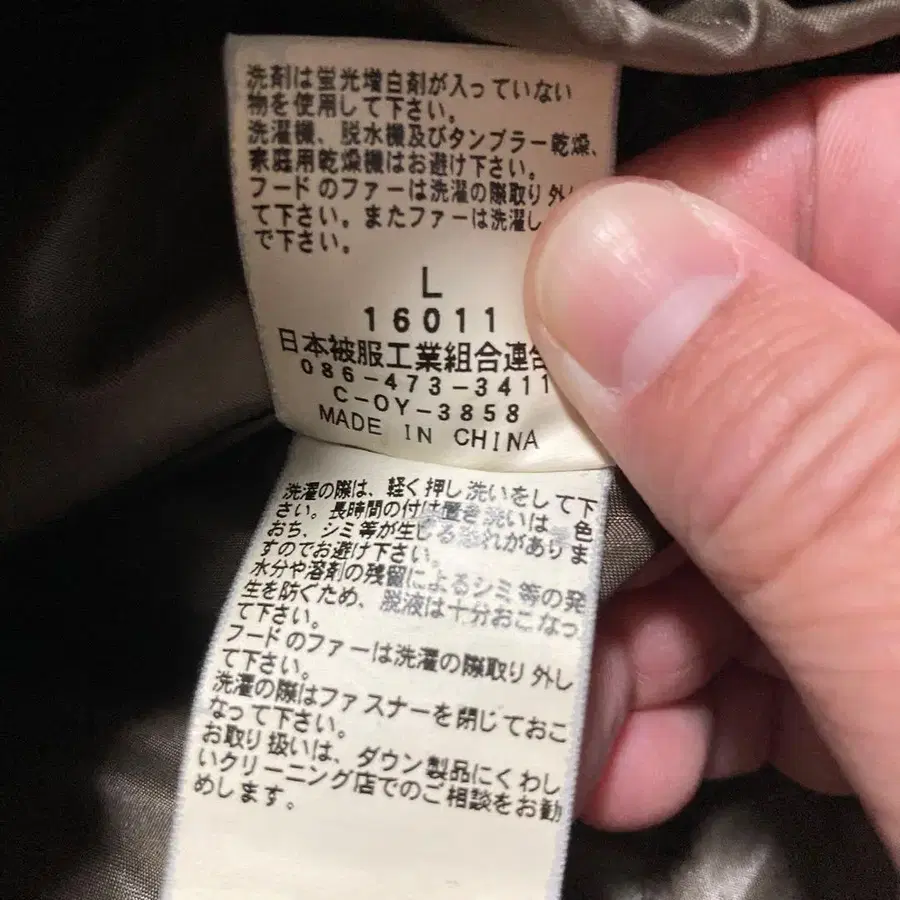 洗剤は蛍光増白剤が入っていない
物を使用して下さい。
洗濯機、脱水機及びタンブラー乾燥、
家庭用乾燥機はお避け下さい。
フードのファーは洗濯の際取り外し
て下さい。またファーは洗濯し
で下さい。
L
16011
日本被服工業組合連合
086-473-3411
C-OY-3858
MADE IN CHINA
洗濯の際は、軽く押し洗いをして下
さい。長時間の付け置き洗いは 色
おち、シミ等が生じる恐れがありま
すのでお避け下さい。
水分や溶剤の残留によるシミ等の発
生を防ぐため、脱液は十分おこなっ
て下さい。
フードのファーは洗濯の際取り外し
て下さい。
洗濯の際はファスナーを閉じておこ
なって下さい。
お取り扱いは、ダウン製品にくわし
いクリーニング店でのご相談をお勧
めします。